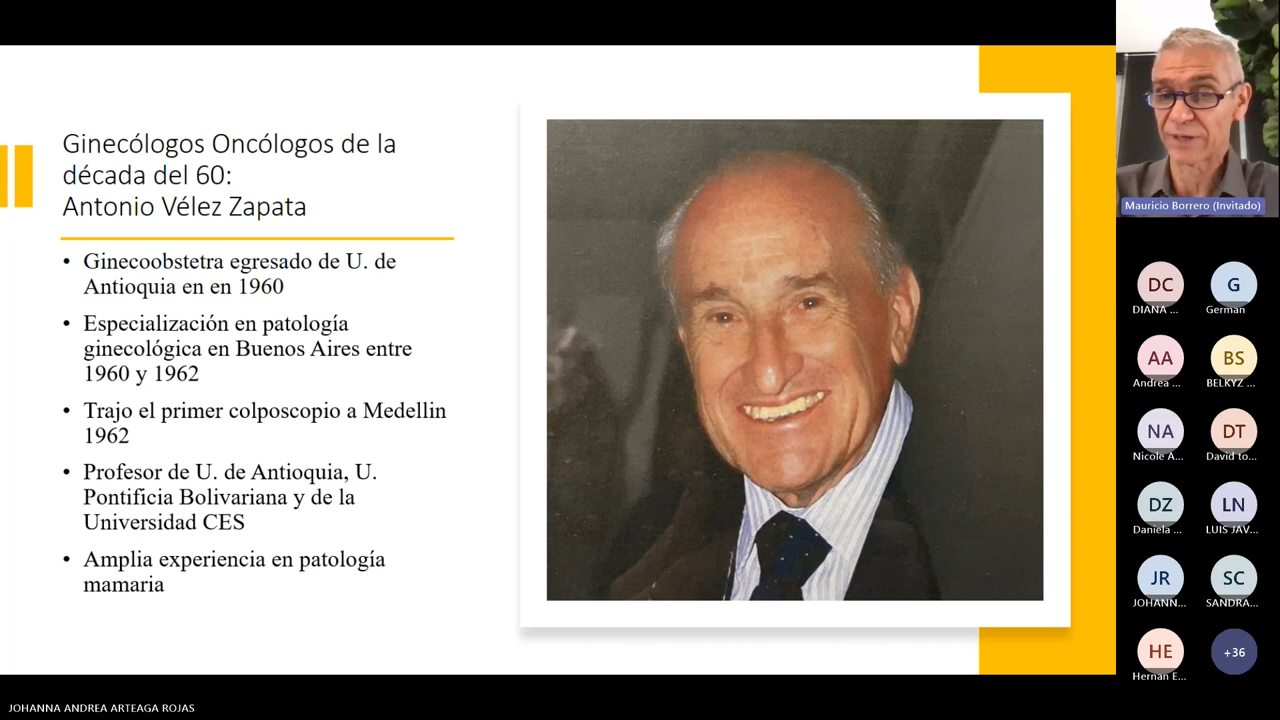 Ginecólogos Oncólogos de la
década del 60:
Antonio Vélez Zapata
• Ginecoobstetra egresado de U. de
Antioquia en en 1960
• Especialización en patología
ginecológica en Buenos Aires entre
1960 y 1962
• Trajo el primer colposcopio a Medellin
1962
• Profesor de U. de Antioquia, U.
Pontificia Bolivariana y de la
Universidad CES
• Amplia experiencia en patología
mamaria
Mauricio Borrero (Invitado)
DC
G
DIANA ...
German
AA
BS
Andrea ...
BELKYZ ...
NA
DT
Nicole A...
David to...
DZ
LN
Daniela ...
LUIS JAV...
JR
SC
JOHANN...
SANDRA...
HE
+36
Hernan E...
JOHANNA ANDREA ARTEAGA ROJAS